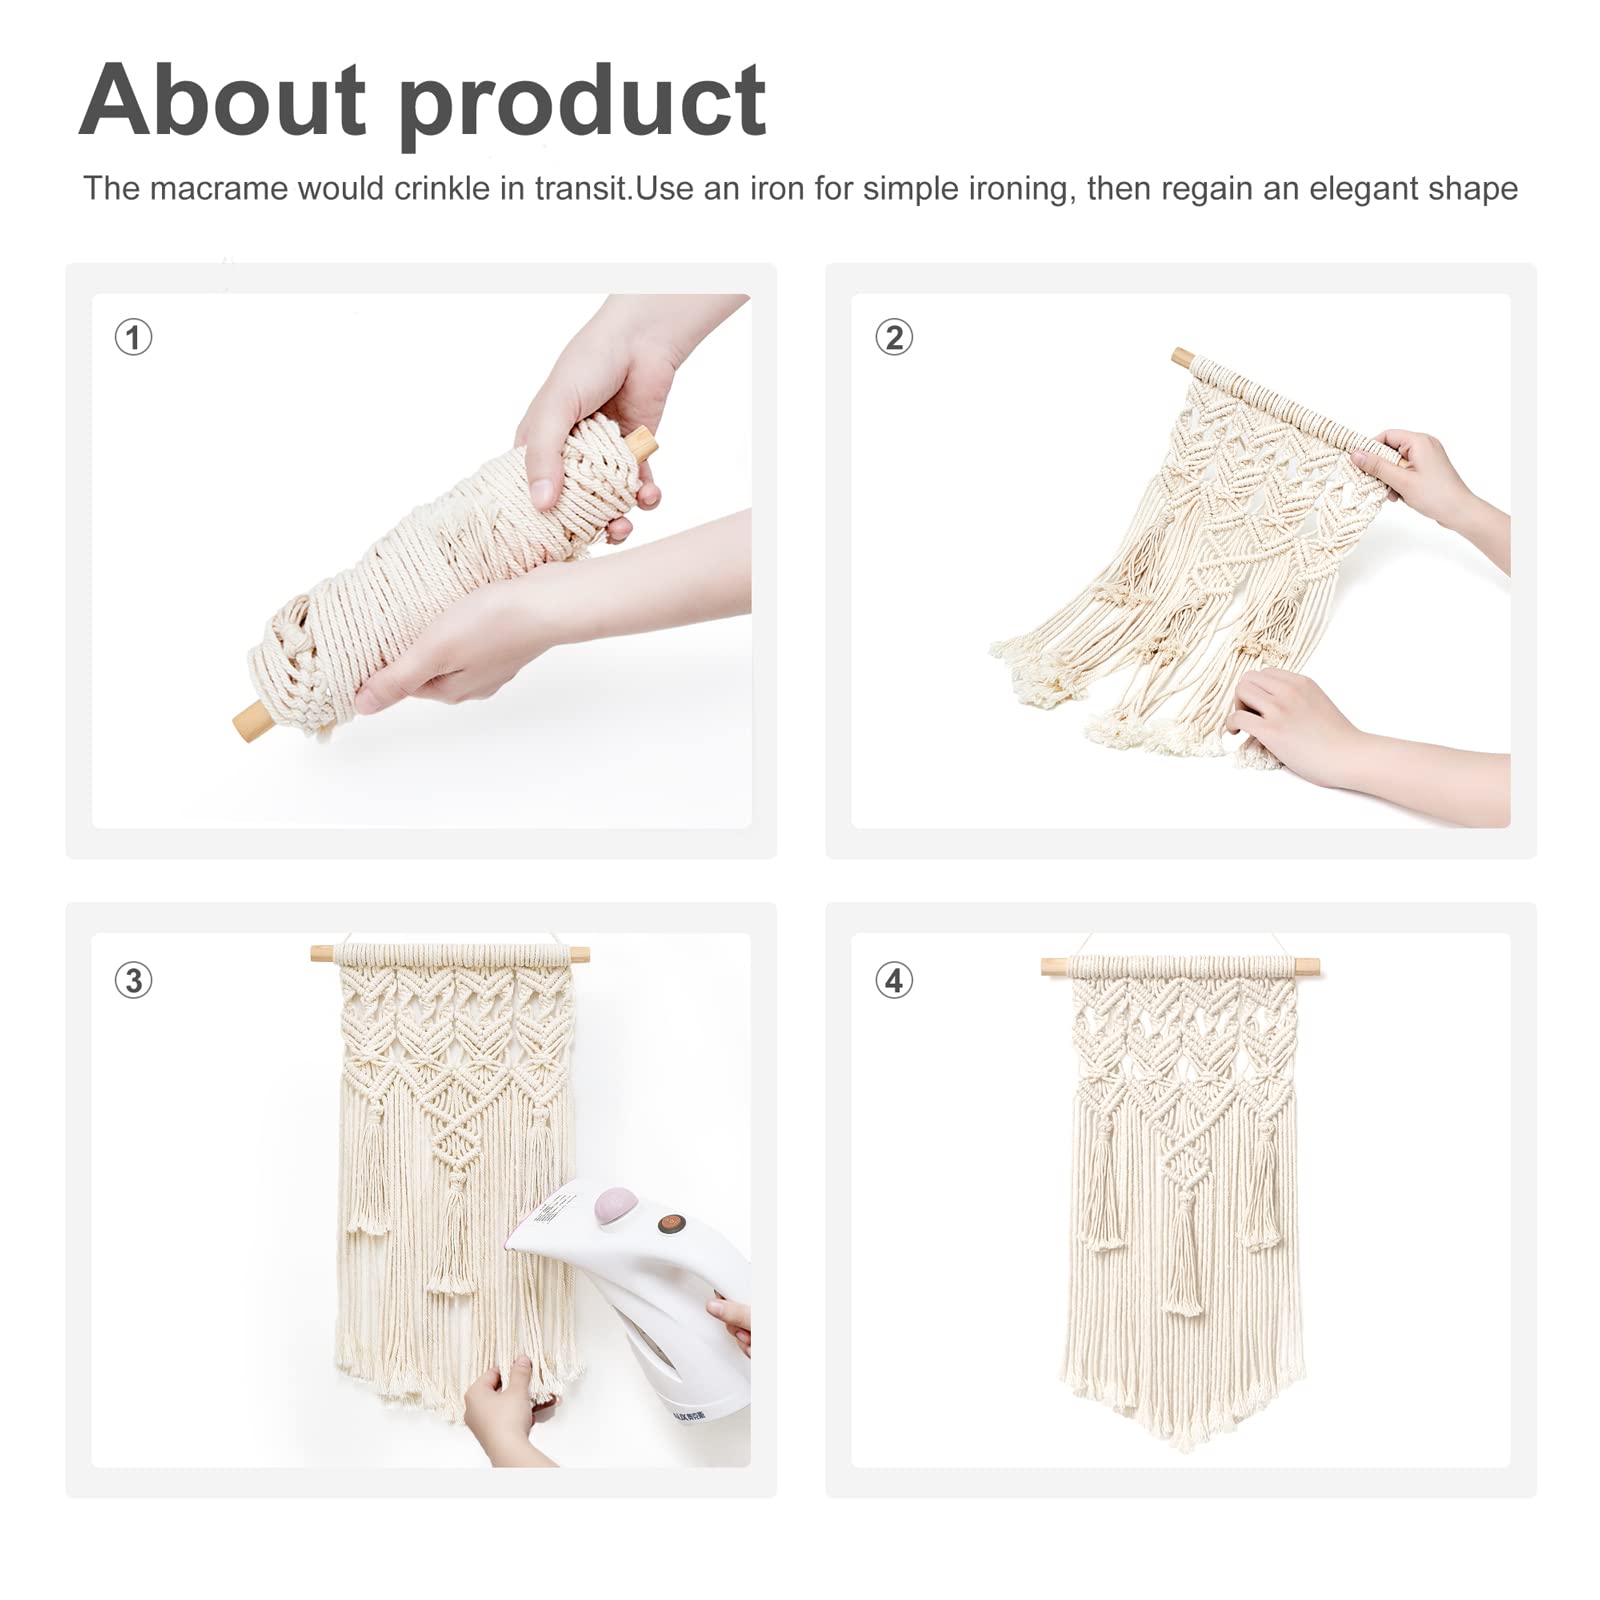 About product
The macrame would crinkle in transit.Use an iron for simple ironing, then regain an elegant shape
1
2
3
4